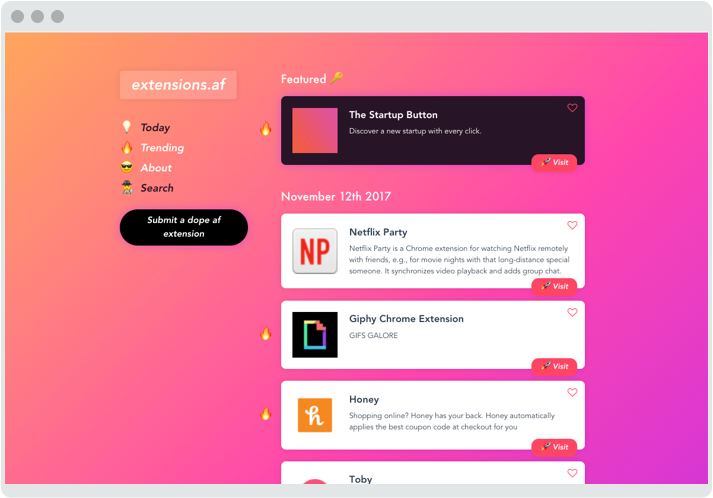 extensions.af
Today
Trending
About
Search
Submit a dope af
extension
Featured
The Startup Button
Discover a new startup with every click.
Visit
November 12th 2017
NP
Netflix Party
Netflix Party is a Chrome extension for watching Netflix remotely
with friends, e.g., for movie nights with that long-distance special
someone. It synchronizes video playback and adds group chat.
Visit
Giphy Chrome Extension
GIFS GALORE
Visit
h
Honey
Shopping online? Honey has your back. Honey automatically
applies the best coupon code at checkout for you
Visit
Toby